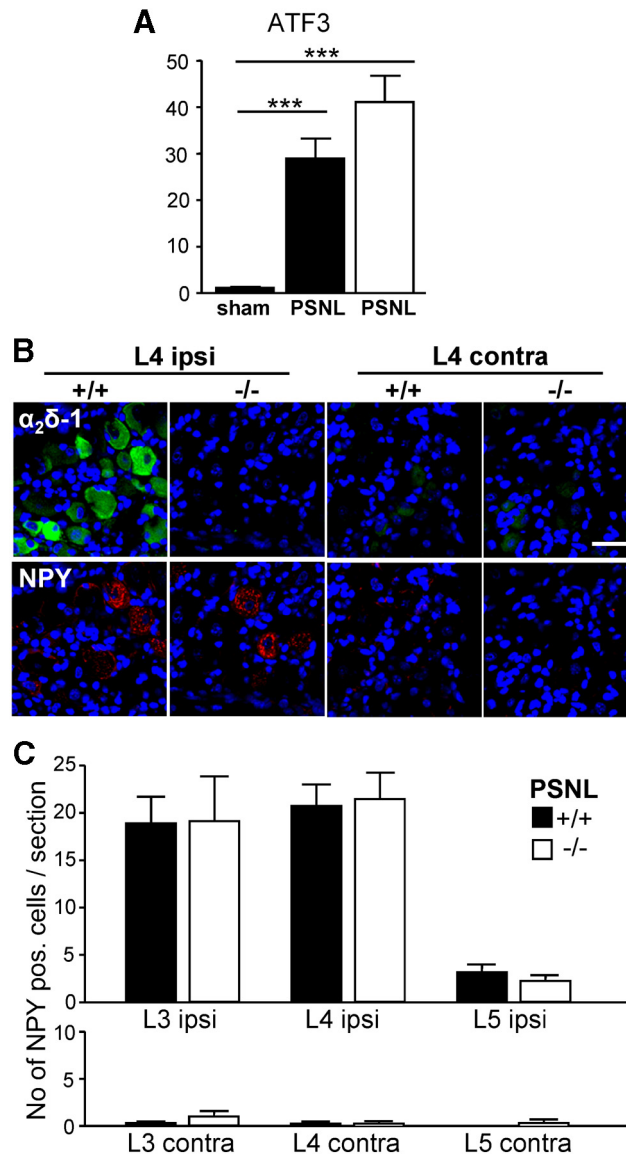 A
ATF3
50
40
30
20
10
0
***
***
sham PSNL PSNL
B
L4 ipsi L4 contra
+/+ -/- +/+ -/-
α2δ-1
NPY
C
No of NPY pos. cells / section
25
20
15
10
5
0
PSNL
+/+
-/-
L3 ipsi L4 ipsi L5 ipsi
10
5
0
L3 contra L4 contra L5 contra